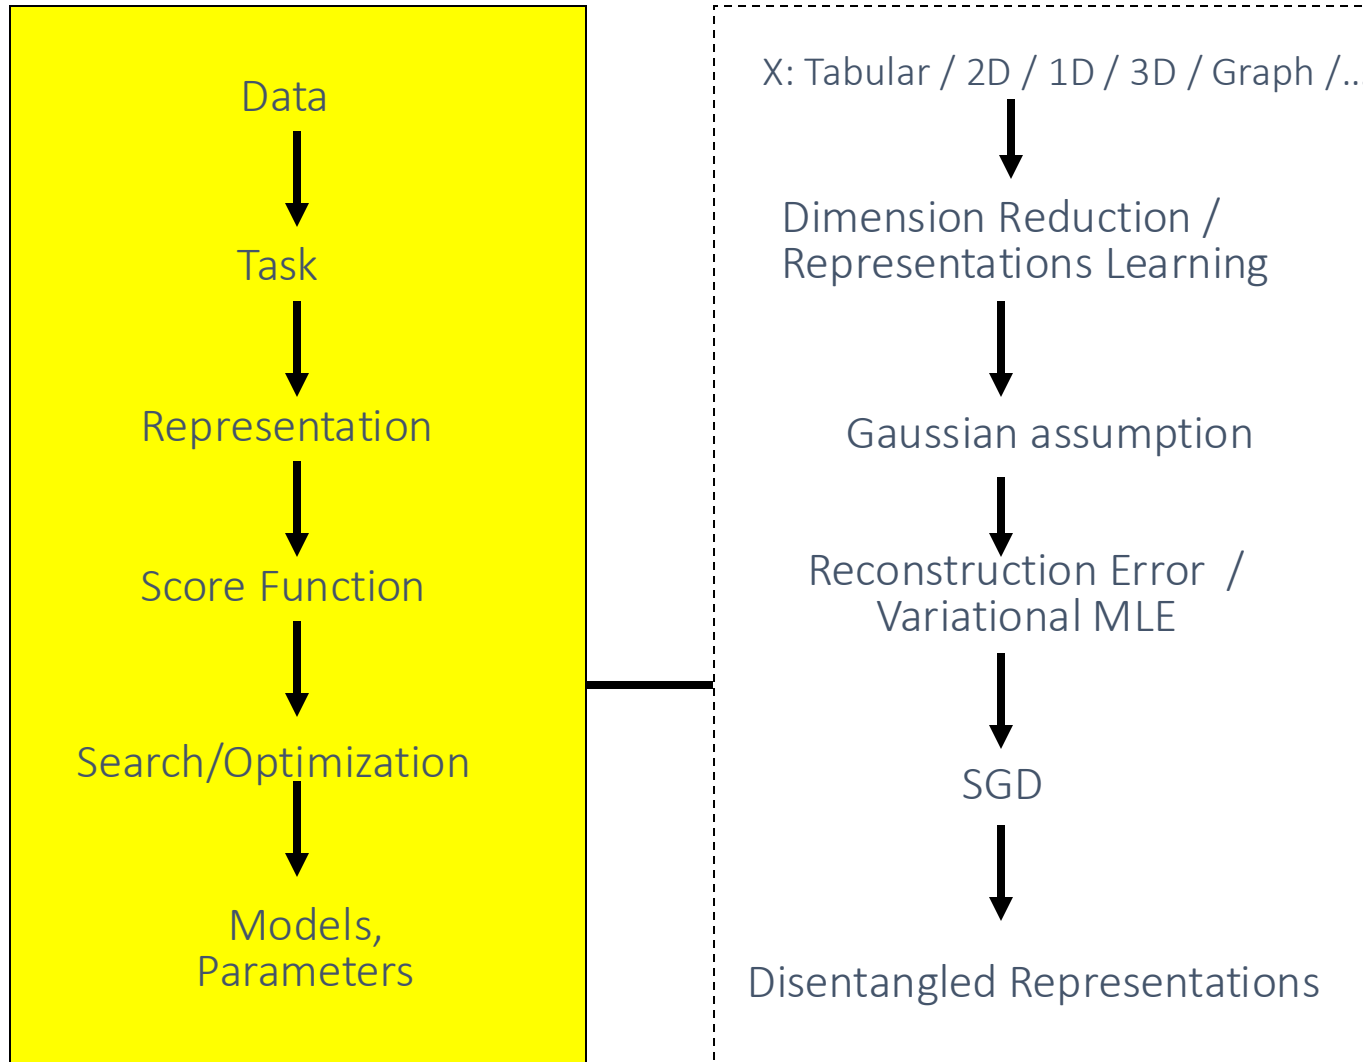 Data
Task
Representation
Score Function
Search/Optimization
Models,
Parameters
X: Tabular / 2D / 1D / 3D / Graph /...
Dimension Reduction /
Representations Learning
Gaussian assumption
Reconstruction Error /
Variational MLE
SGD
Disentangled Representations